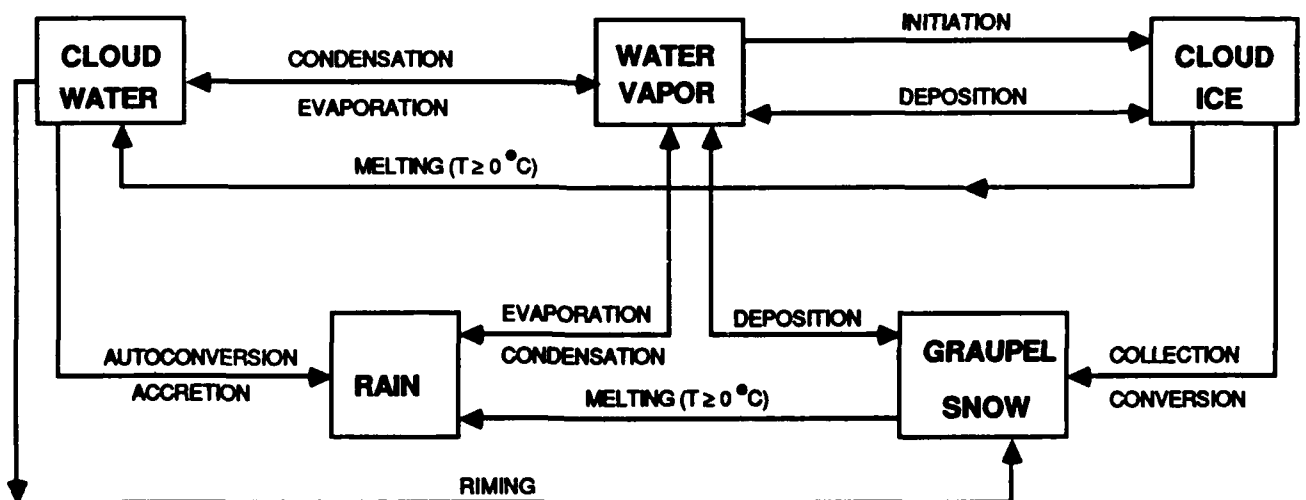 CLOUD
WATER
CONDENSATION
EVAPORATION
WATER
VAPOR
INITIATION
DEPOSITION
CLOUD
ICE
MELTING (T ≥ 0 °C)
EVAPORATION
CONDENSATION
DEPOSITION
AUTOCONVERSION
ACCRETION
RAIN
MELTING (T ≥ 0 °C)
GRAUPEL
SNOW
COLLECTION
CONVERSION
RIMING